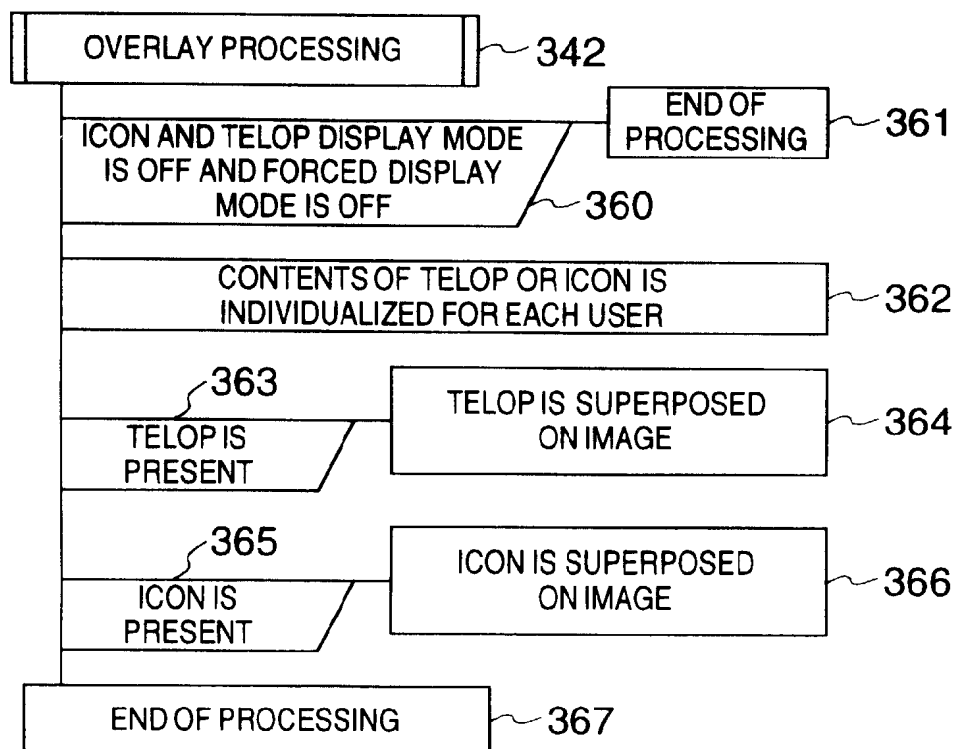 OVERLAY PROCESSING
342
END OF
PROCESSING
361
ICON AND TELOP DISPLAY MODE
IS OFF AND FORCED DISPLAY
MODE IS OFF
360
CONTENTS OF TELOP OR ICON IS
INDIVIDUALIZED FOR EACH USER
362
363
TELOP IS
PRESENT
TELOP IS SUPERPOSED
ON IMAGE
364
365
ICON IS
PRESENT
ICON IS SUPERPOSED
ON IMAGE
366
END OF PROCESSING
367